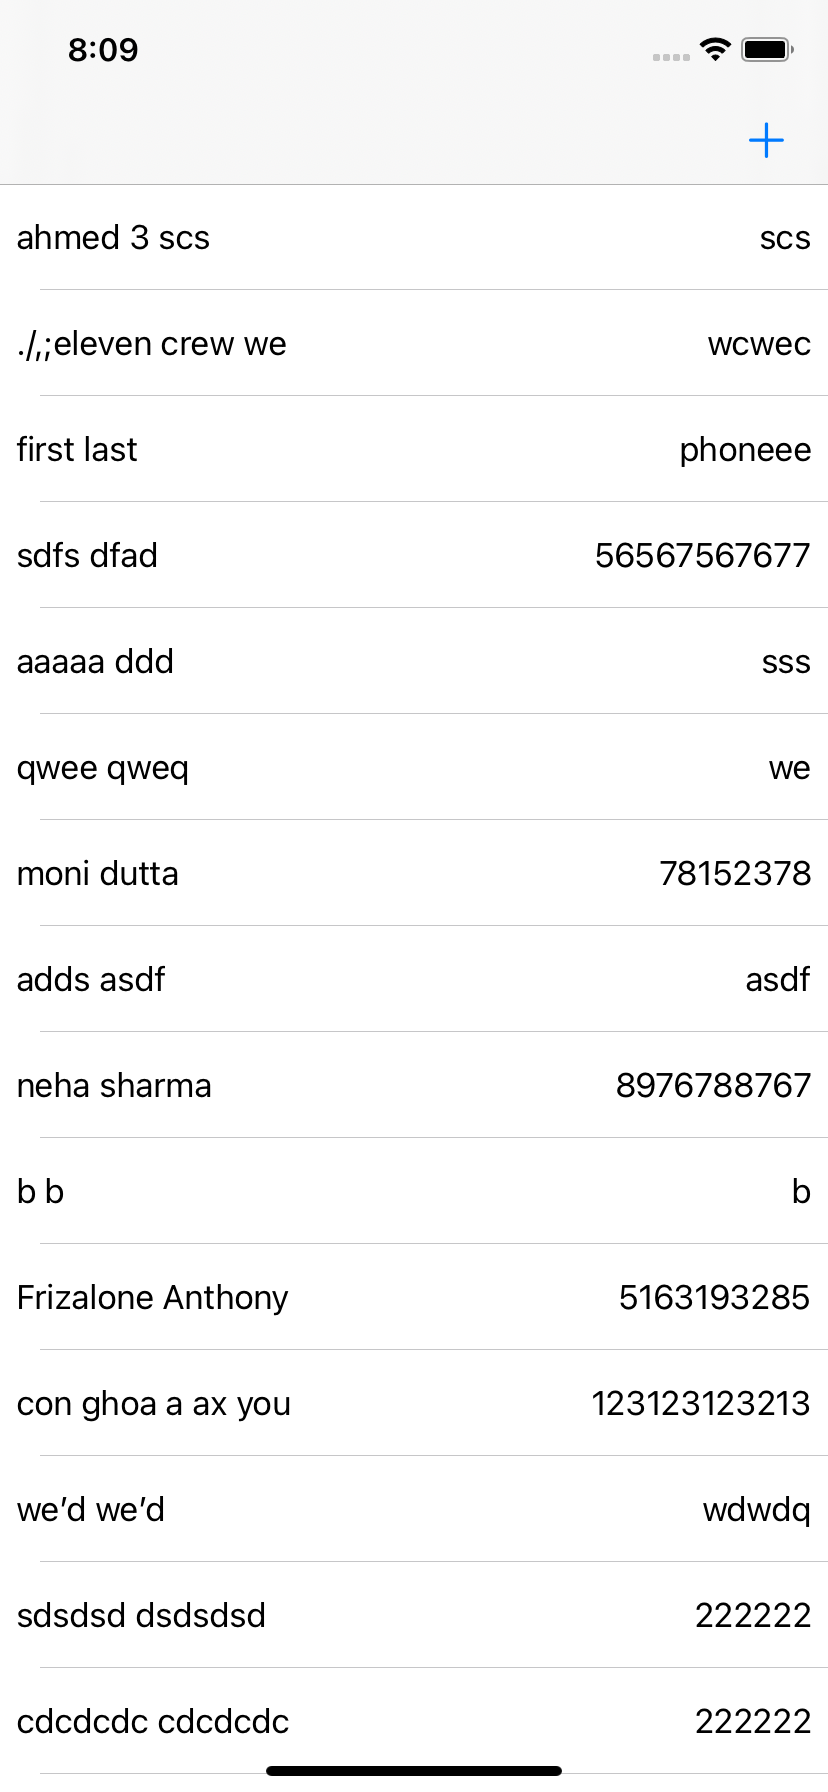 8:09
ahmed 3 scs scs
./,;eleven crew we wcwec
first last phoneee
sdfs dfad 56567567677
aaaaa ddd sss
qwee qweq we
moni dutta 78152378
adds asdf asdf
neha sharma 8976788767
b b b
Frizalone Anthony 5163193285
con ghoa a ax you 123123123213
we’d we’d wdwdq
sdsdsd dsdsdsd 222222
cdcdcdc cdcdcdc 222222